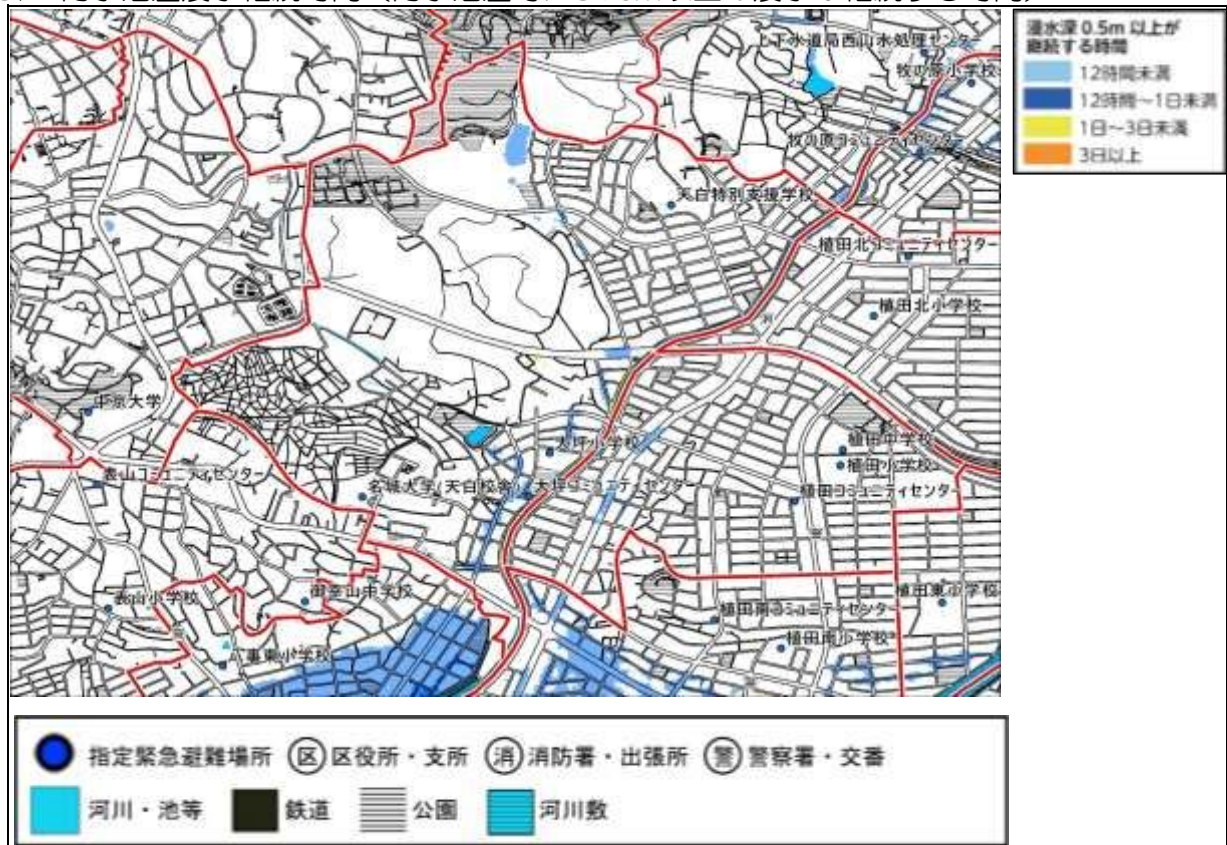 上下水道局西山水処理センター
牧の原小学校
牧の原コミュニティセンター
天白特別支援学校
植田北コミュニティセンター
植田北小学校
中京大学
大坪小学校
植田中学校
植田小学校
表山コミュニティセンター
名城大学(天白校舎)
大坪コミュニティセンター
植田コミュニティセンター
表山小学校
御幸山中学校
植田東小学校
植田南コミュニティセンター
植田南小学校
八事東小学校
浸水深 0.5m 以上が
継続する時間
12時間未満
12時間～1日未満
1日～3日未満
3日以上
指定緊急避難場所 区 区役所・支所 消 消防署・出張所 警 警察署・交番
河川・池等 鉄道 公園 河川敷